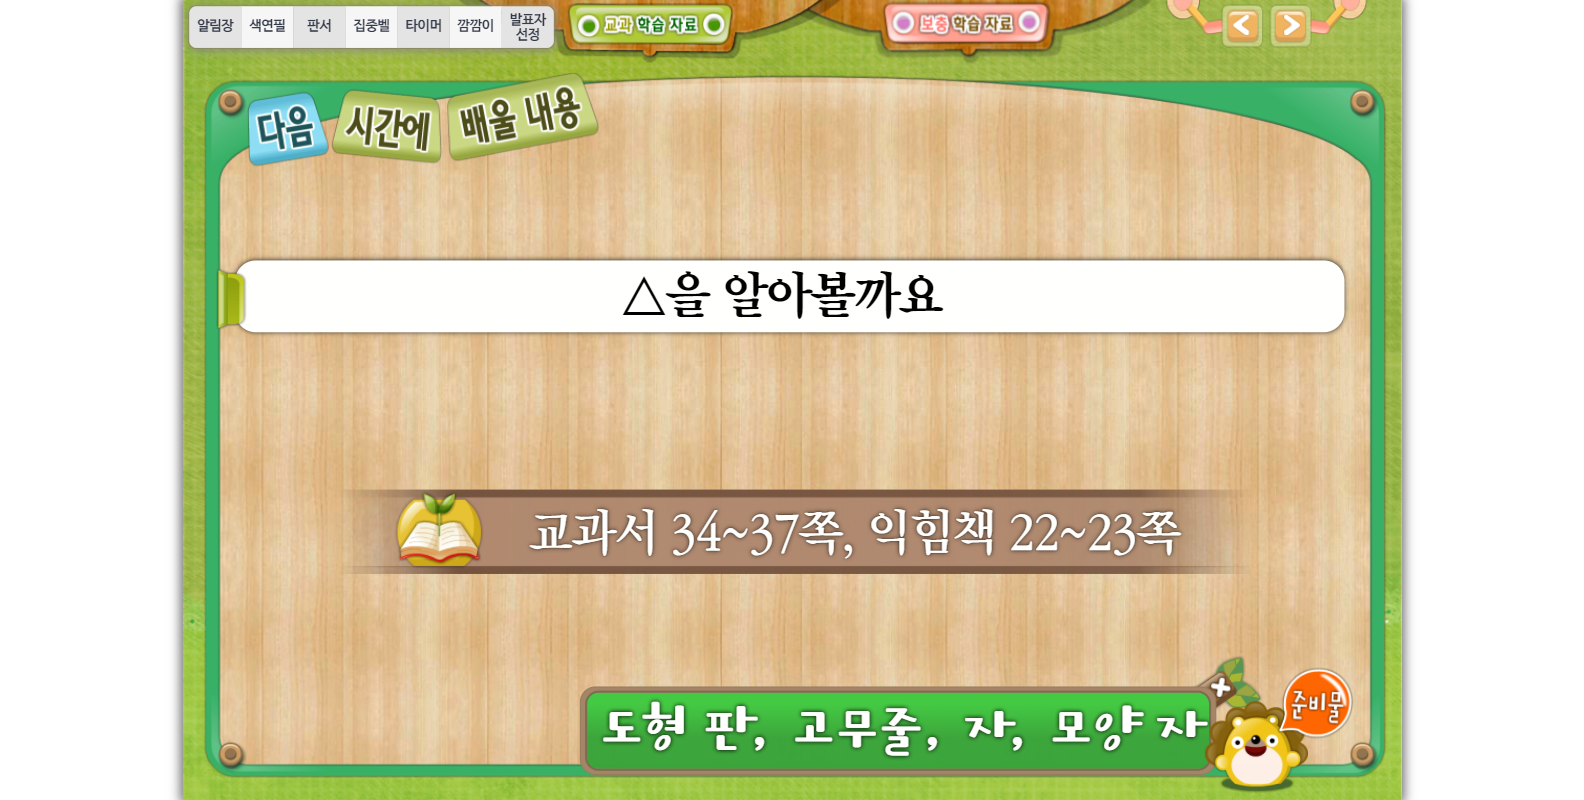 알림장 색연필 판서 집중벨 타이머 깜깜이 발표자 선정
교과 학습 자료
보충 학습 자료
다음 시간에 배울 내용
△을 알아볼까요
교과서 34~37쪽, 익힘책 22~23쪽
도형 판, 고무줄, 자, 모양 자
준비물